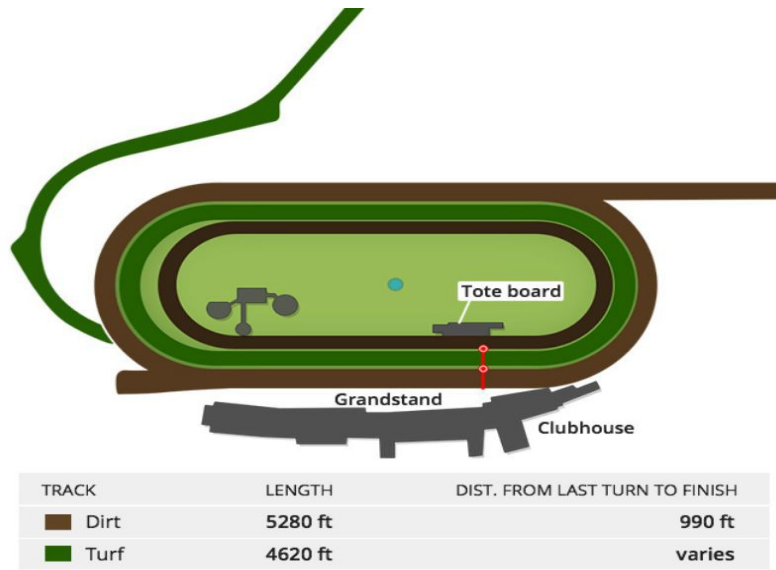 Tote board
Grandstand
Clubhouse
TRACK LENGTH DIST. FROM LAST TURN TO FINISH
Dirt 5280 ft 990 ft
Turf 4620 ft varies